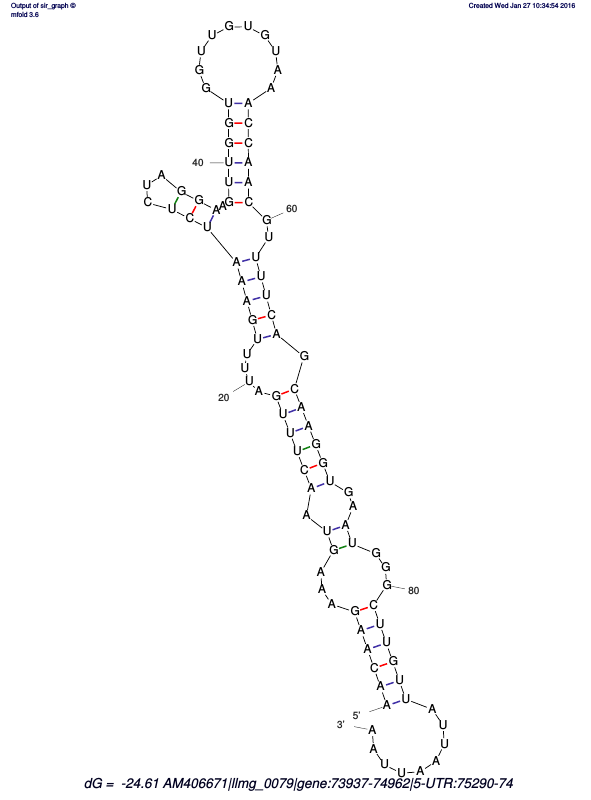 Output of sir_graph ©
mfold 3.6
Created Wed Jan 27 10:34:54 2016
5'
A A C A A G A A A G U A A C U U U G A U
20
U U U G A A A U C U C U A G G A A G U U
40
G G U G G U U G U G U A A A C C A A C G
60
U U U U C A G C A A G G U G A A U G G G
80
C U U G U U A U U A A U U A A
3'
dG = -24.61 AM406671|llmg_0079|gene:73937-74962|5-UTR:75290-74